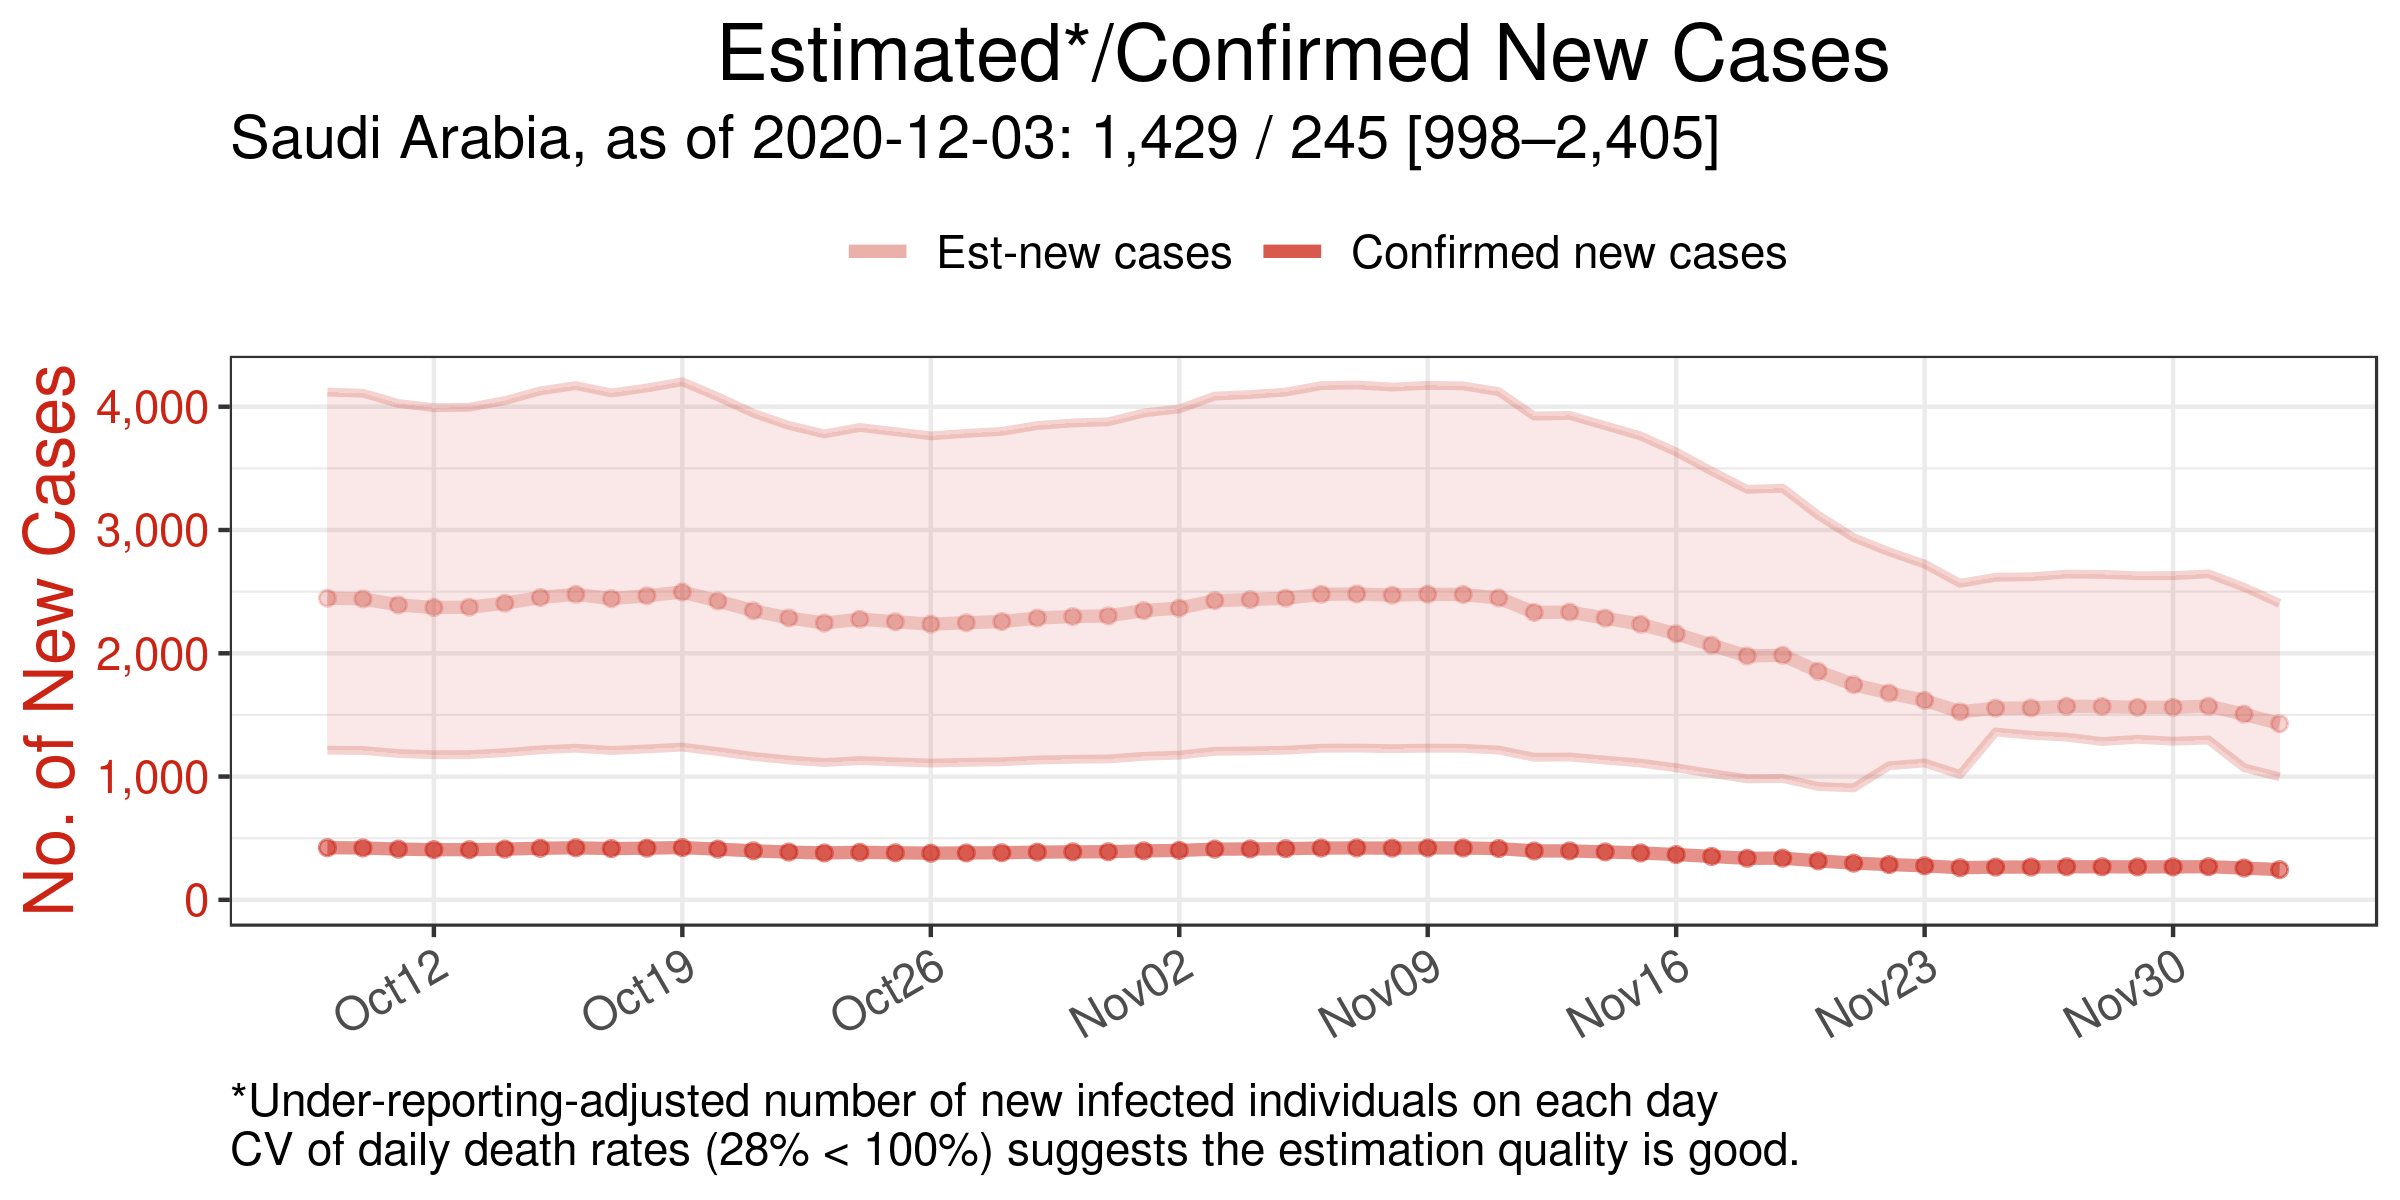 Estimated*/Confirmed New Cases
Saudi Arabia, as of 2020-12-03: 1,429 / 245 [998–2,405]
Est-new cases
Confirmed new cases
No. of New Cases
4,000
3,000
2,000
1,000
0
Oct12
Oct19
Oct26
Nov02
Nov09
Nov16
Nov23
Nov30
*Under-reporting-adjusted number of new infected individuals on each day
CV of daily death rates (28% < 100%) suggests the estimation quality is good.